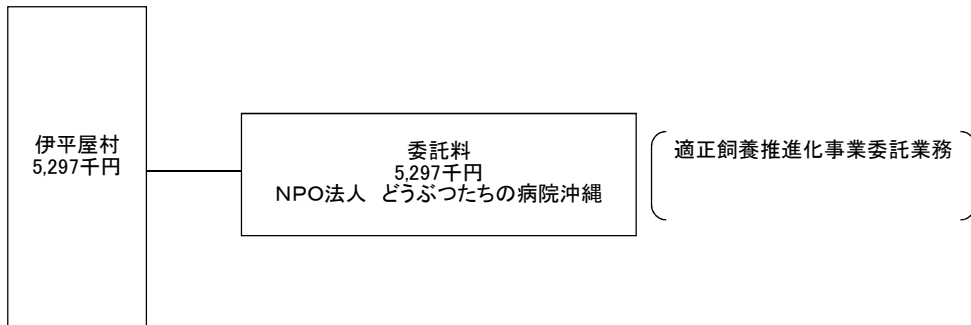 伊平屋村
5,297千円
委託料
5,297千円
NPO法人　どうぶつたちの病院沖縄
適正飼養推進化事業委託業務